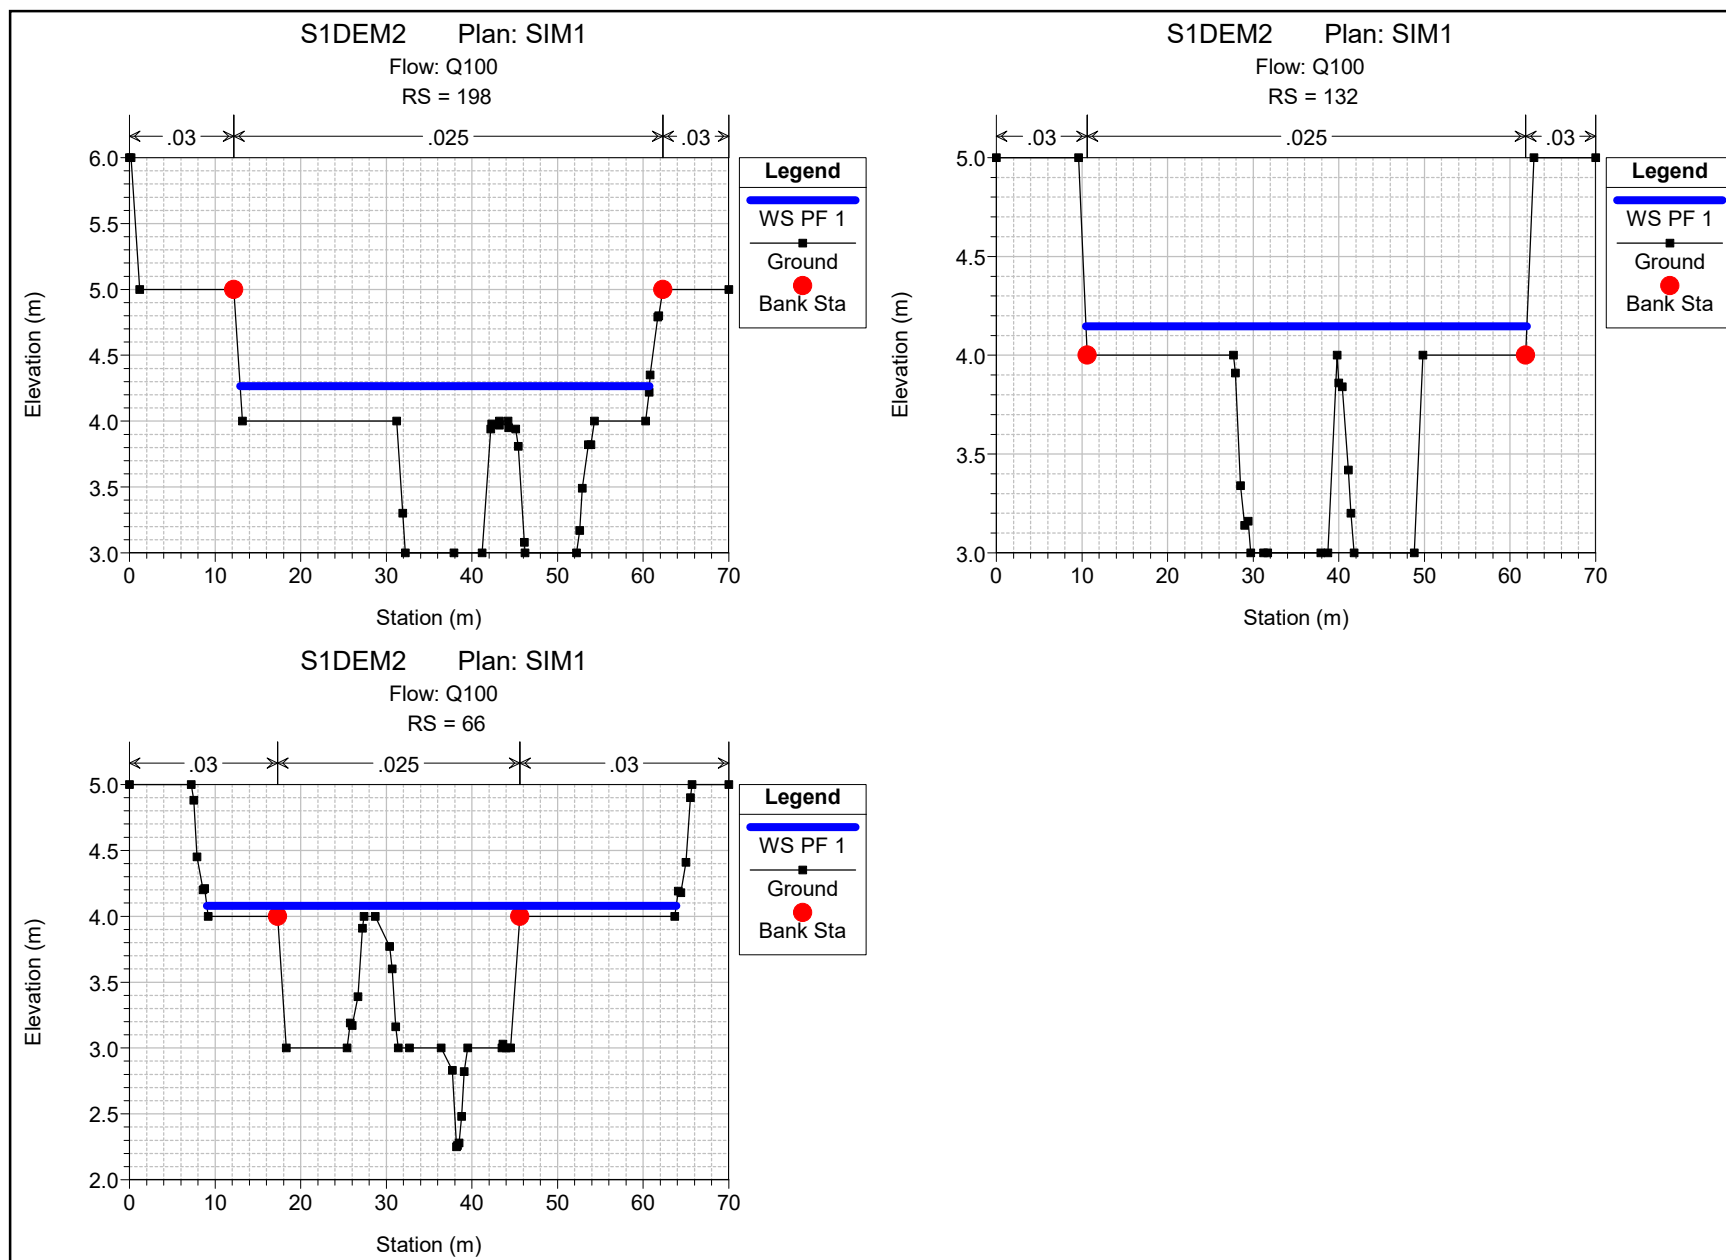 S1DEM2 Plan: SIM1
Flow: Q100
RS = 198
.03 .025 .03
6.0
5.5
5.0
4.5
4.0
3.5
3.0
Elevation (m)
0 10 20 30 40 50 60 70
Station (m)
Legend
WS PF 1
Ground
Bank Sta
S1DEM2 Plan: SIM1
Flow: Q100
RS = 132
.03 .025 .03
5.0
4.5
4.0
3.5
3.0
Elevation (m)
0 10 20 30 40 50 60 70
Station (m)
Legend
WS PF 1
Ground
Bank Sta
S1DEM2 Plan: SIM1
Flow: Q100
RS = 66
.03 .025 .03
5.0
4.5
4.0
3.5
3.0
2.5
2.0
Elevation (m)
0 10 20 30 40 50 60 70
Station (m)
Legend
WS PF 1
Ground
Bank Sta